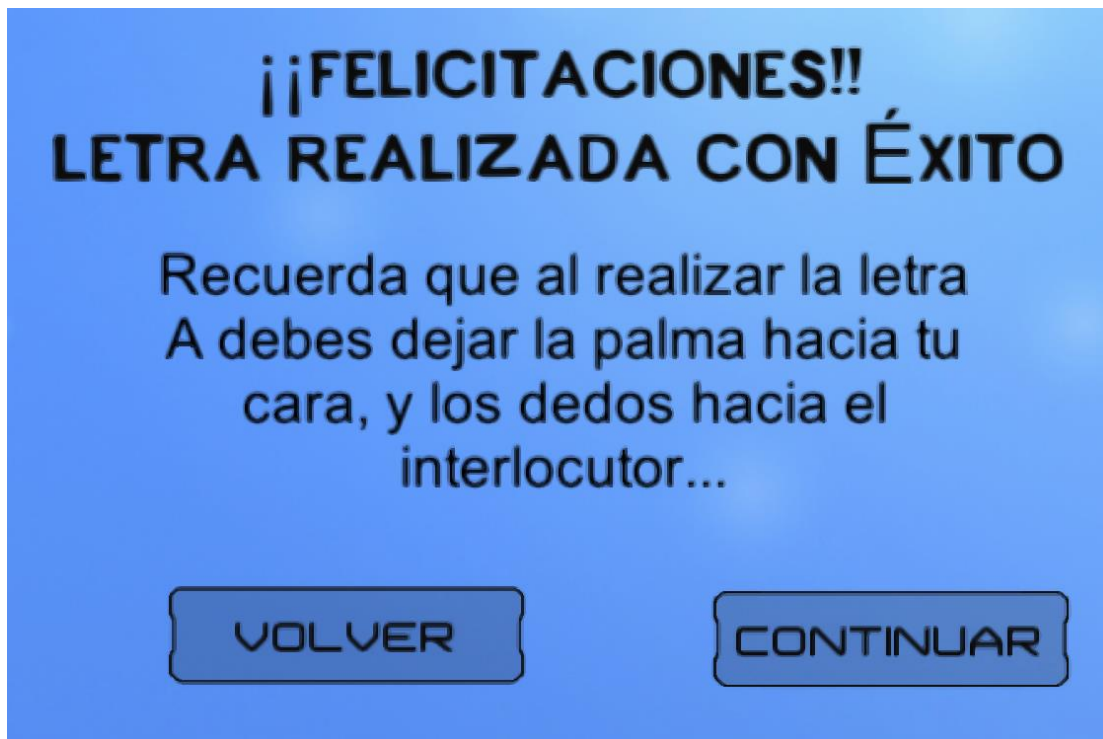 ¡¡FELICITACIONES!!
LETRA REALIZADA CON ÉXITO
Recuerda que al realizar la letra
A debes dejar la palma hacia tu
cara, y los dedos hacia el
interlocutor...
VOLVER
CONTINUAR